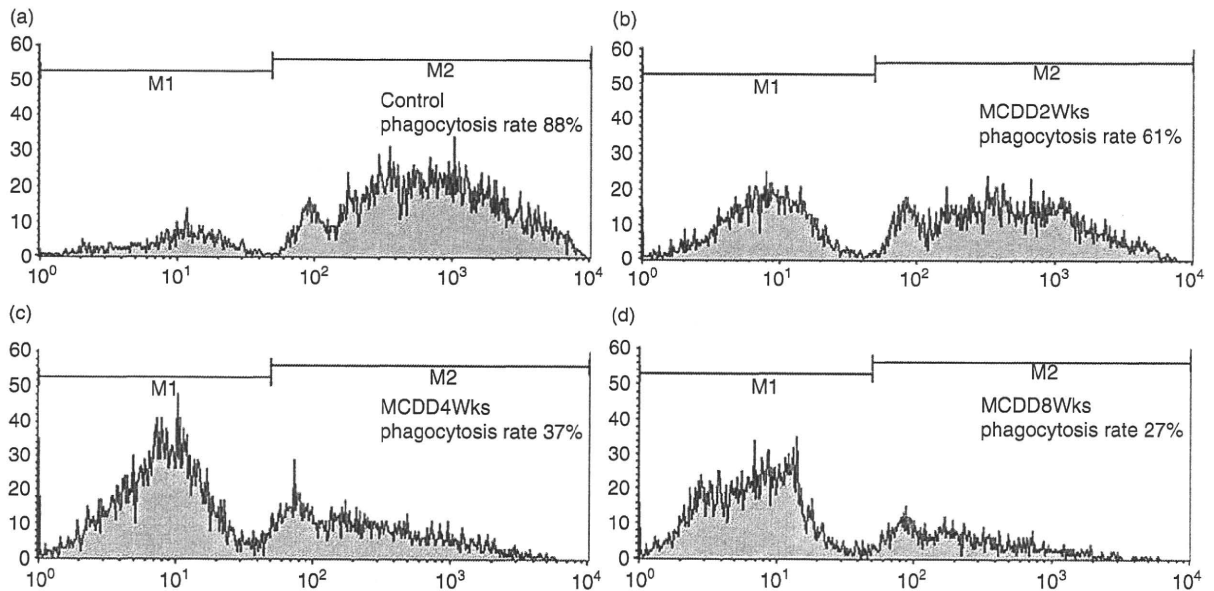 (a)
60
50
40
30
20
10
0
M1
M2
Control
phagocytosis rate 88%
10⁰
10¹
10²
10³
10⁴
(b)
60
50
40
30
20
10
0
M1
M2
MCDD2Wks
phagocytosis rate 61%
10⁰
10¹
10²
10³
10⁴
(c)
60
50
40
30
20
10
0
M1
M2
MCDD4Wks
phagocytosis rate 37%
10⁰
10¹
10²
10³
10⁴
(d)
60
50
40
30
20
10
0
M1
M2
MCDD8Wks
phagocytosis rate 27%
10⁰
10¹
10²
10³
10⁴